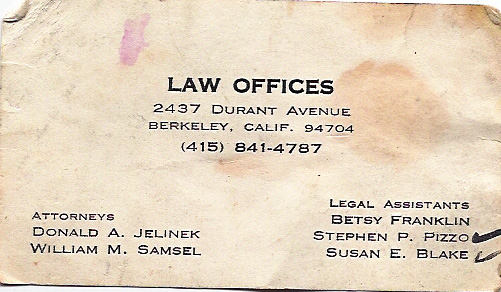 LAW OFFICES
2437 DURANT AVENUE
BERKELEY, CALIF. 94704
(415) 841-4787
ATTORNEYS
DONALD A. JELINEK
WILLIAM M. SAMSEL
LEGAL ASSISTANTS
BETSY FRANKLIN
STEPHEN P. PIZZO
SUSAN E. BLAKE